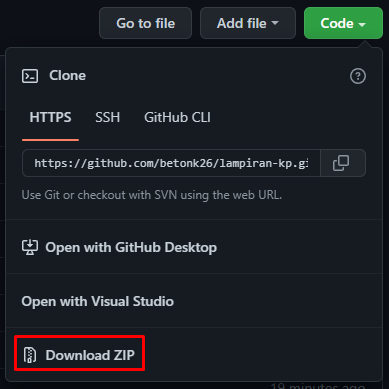 Go to file
Add file
Code
Clone
HTTPS
SSH
GitHub CLI
https://github.com/betonk26/lampiran-kp.gi
Use Git or checkout with SVN using the web URL.
Open with GitHub Desktop
Open with Visual Studio
Download ZIP
19 minutes ago